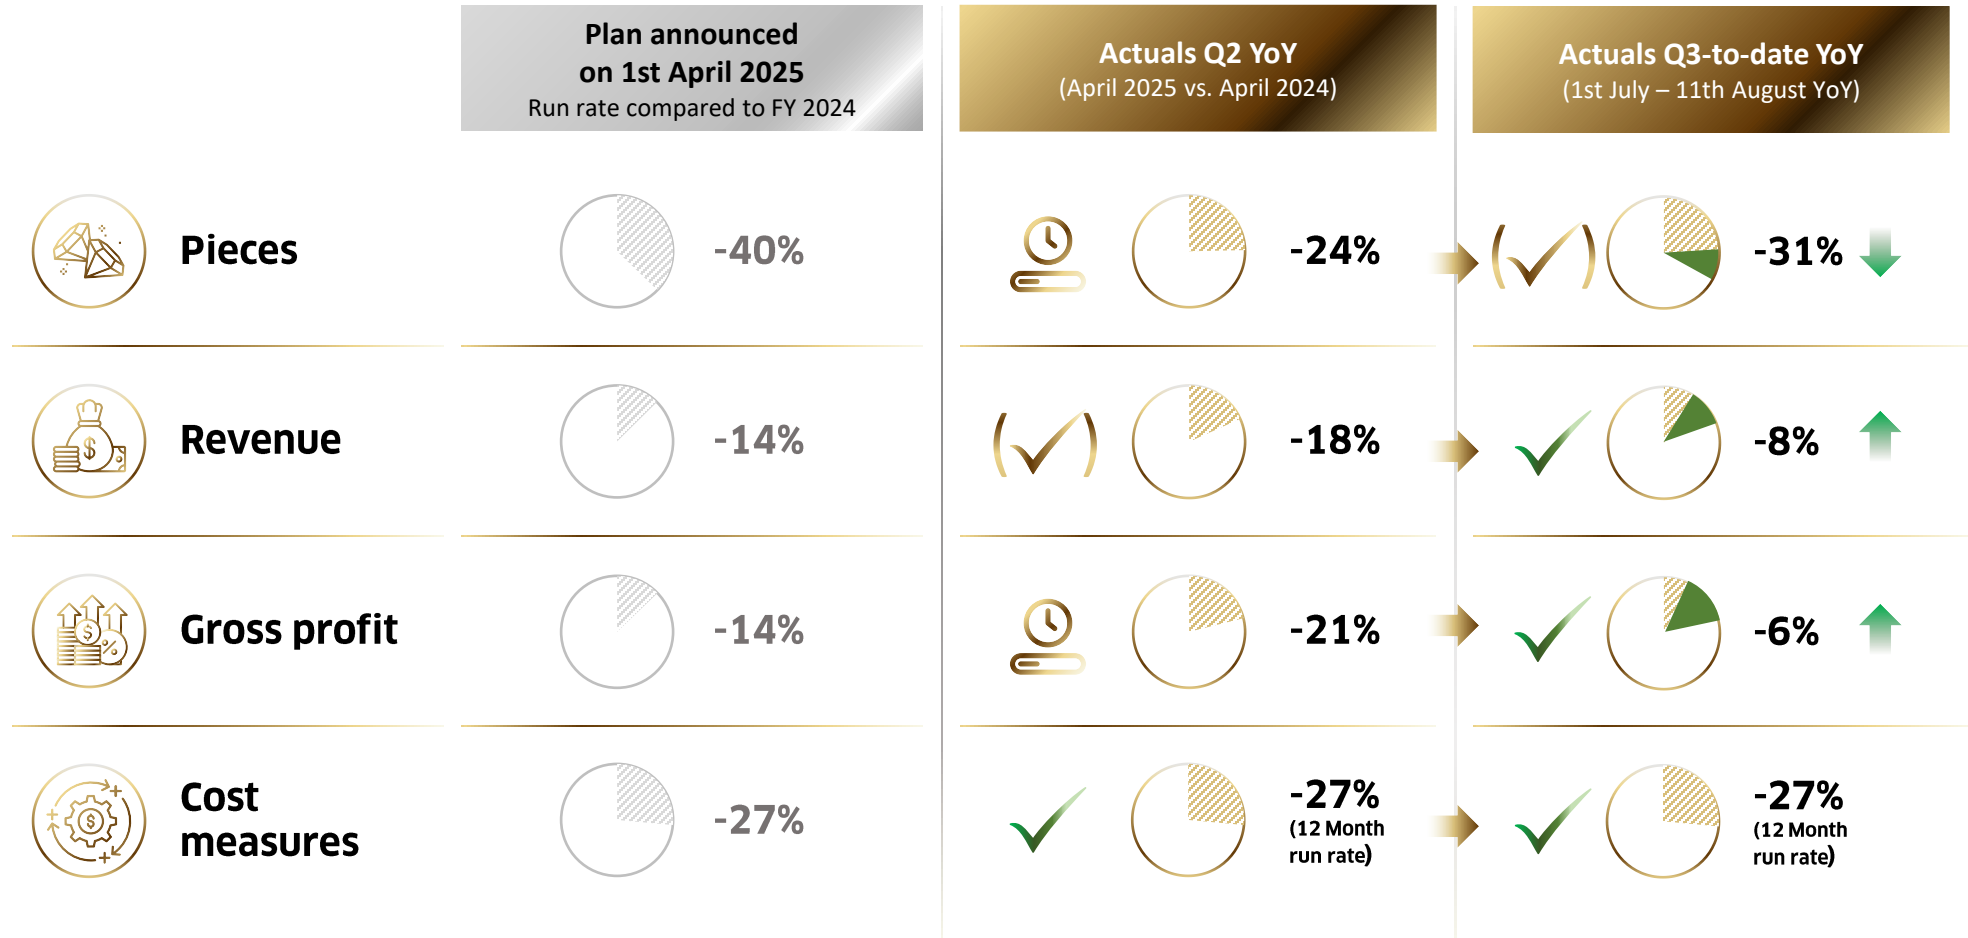 Plan announced
on 1st April 2025
Run rate compared to FY 2024
Actuals Q2 YoY
(April 2025 vs. April 2024)
Actuals Q3-to-date YoY
(1st July – 11th August YoY)
Pieces
-40%
-24%
-31%
Revenue
-14%
-18%
-8%
Gross profit
-14%
-21%
-6%
Cost
measures
-27%
-27%
(12 Month
run rate)
-27%
(12 Month
run rate)